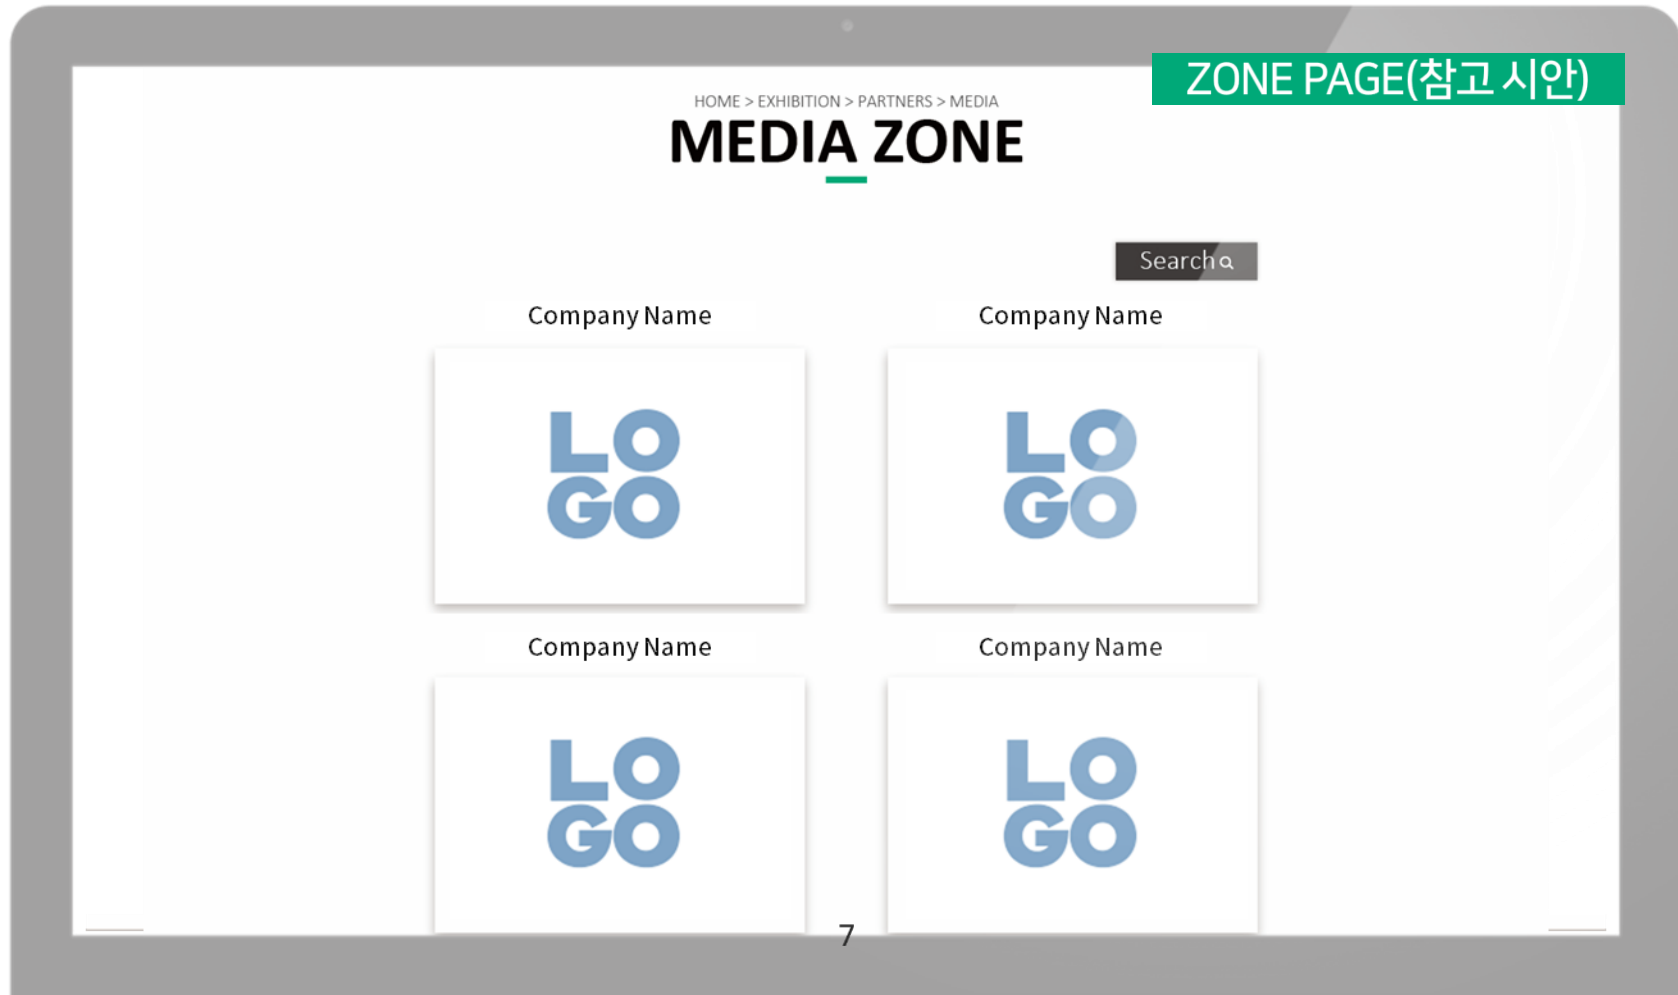 ZONE PAGE(참고 시안)
HOME > EXHIBITION > PARTNERS > MEDIA
MEDIA ZONE
Search
Company Name
Company Name
LO
GO
LO
GO
Company Name
Company Name
LO
GO
LO
GO
7